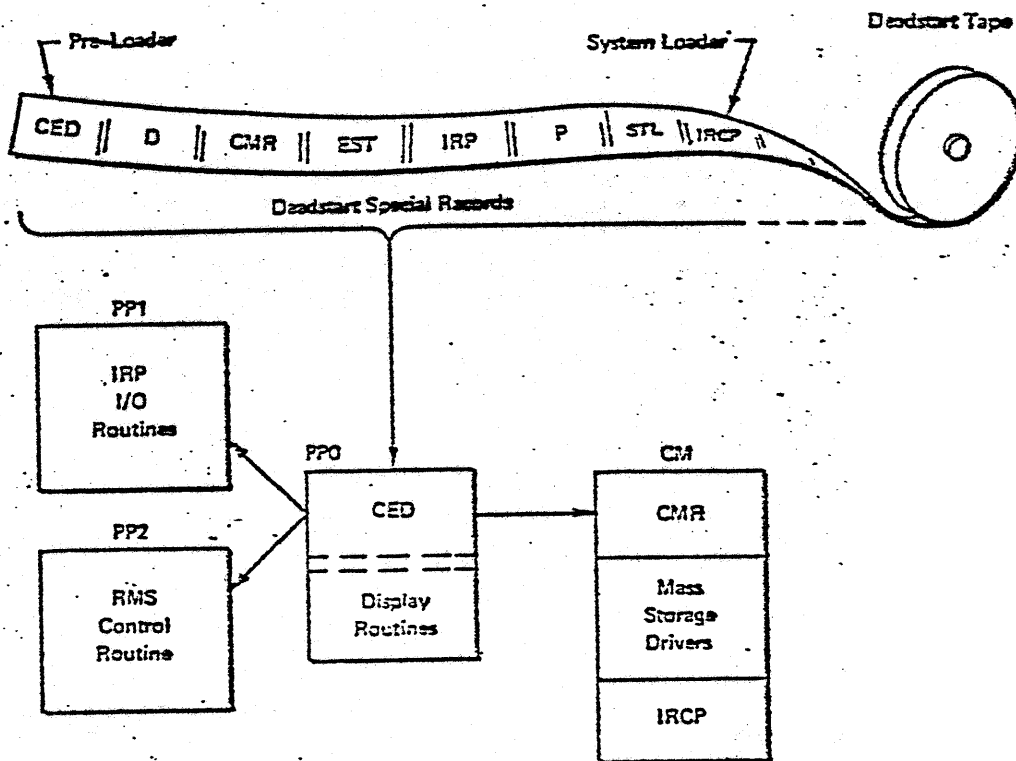 Deadstart Tape
Pre-Loader
System Loader
CED D CMR EST IRP P STL IRCP
Deadstart Special Records
PP1
IRP
I/O
Routines
PP0
CED
Display
Routines
CM
CMR
Mass
Storage
Drivers
IRCP
PP2
RMS
Control
Routine